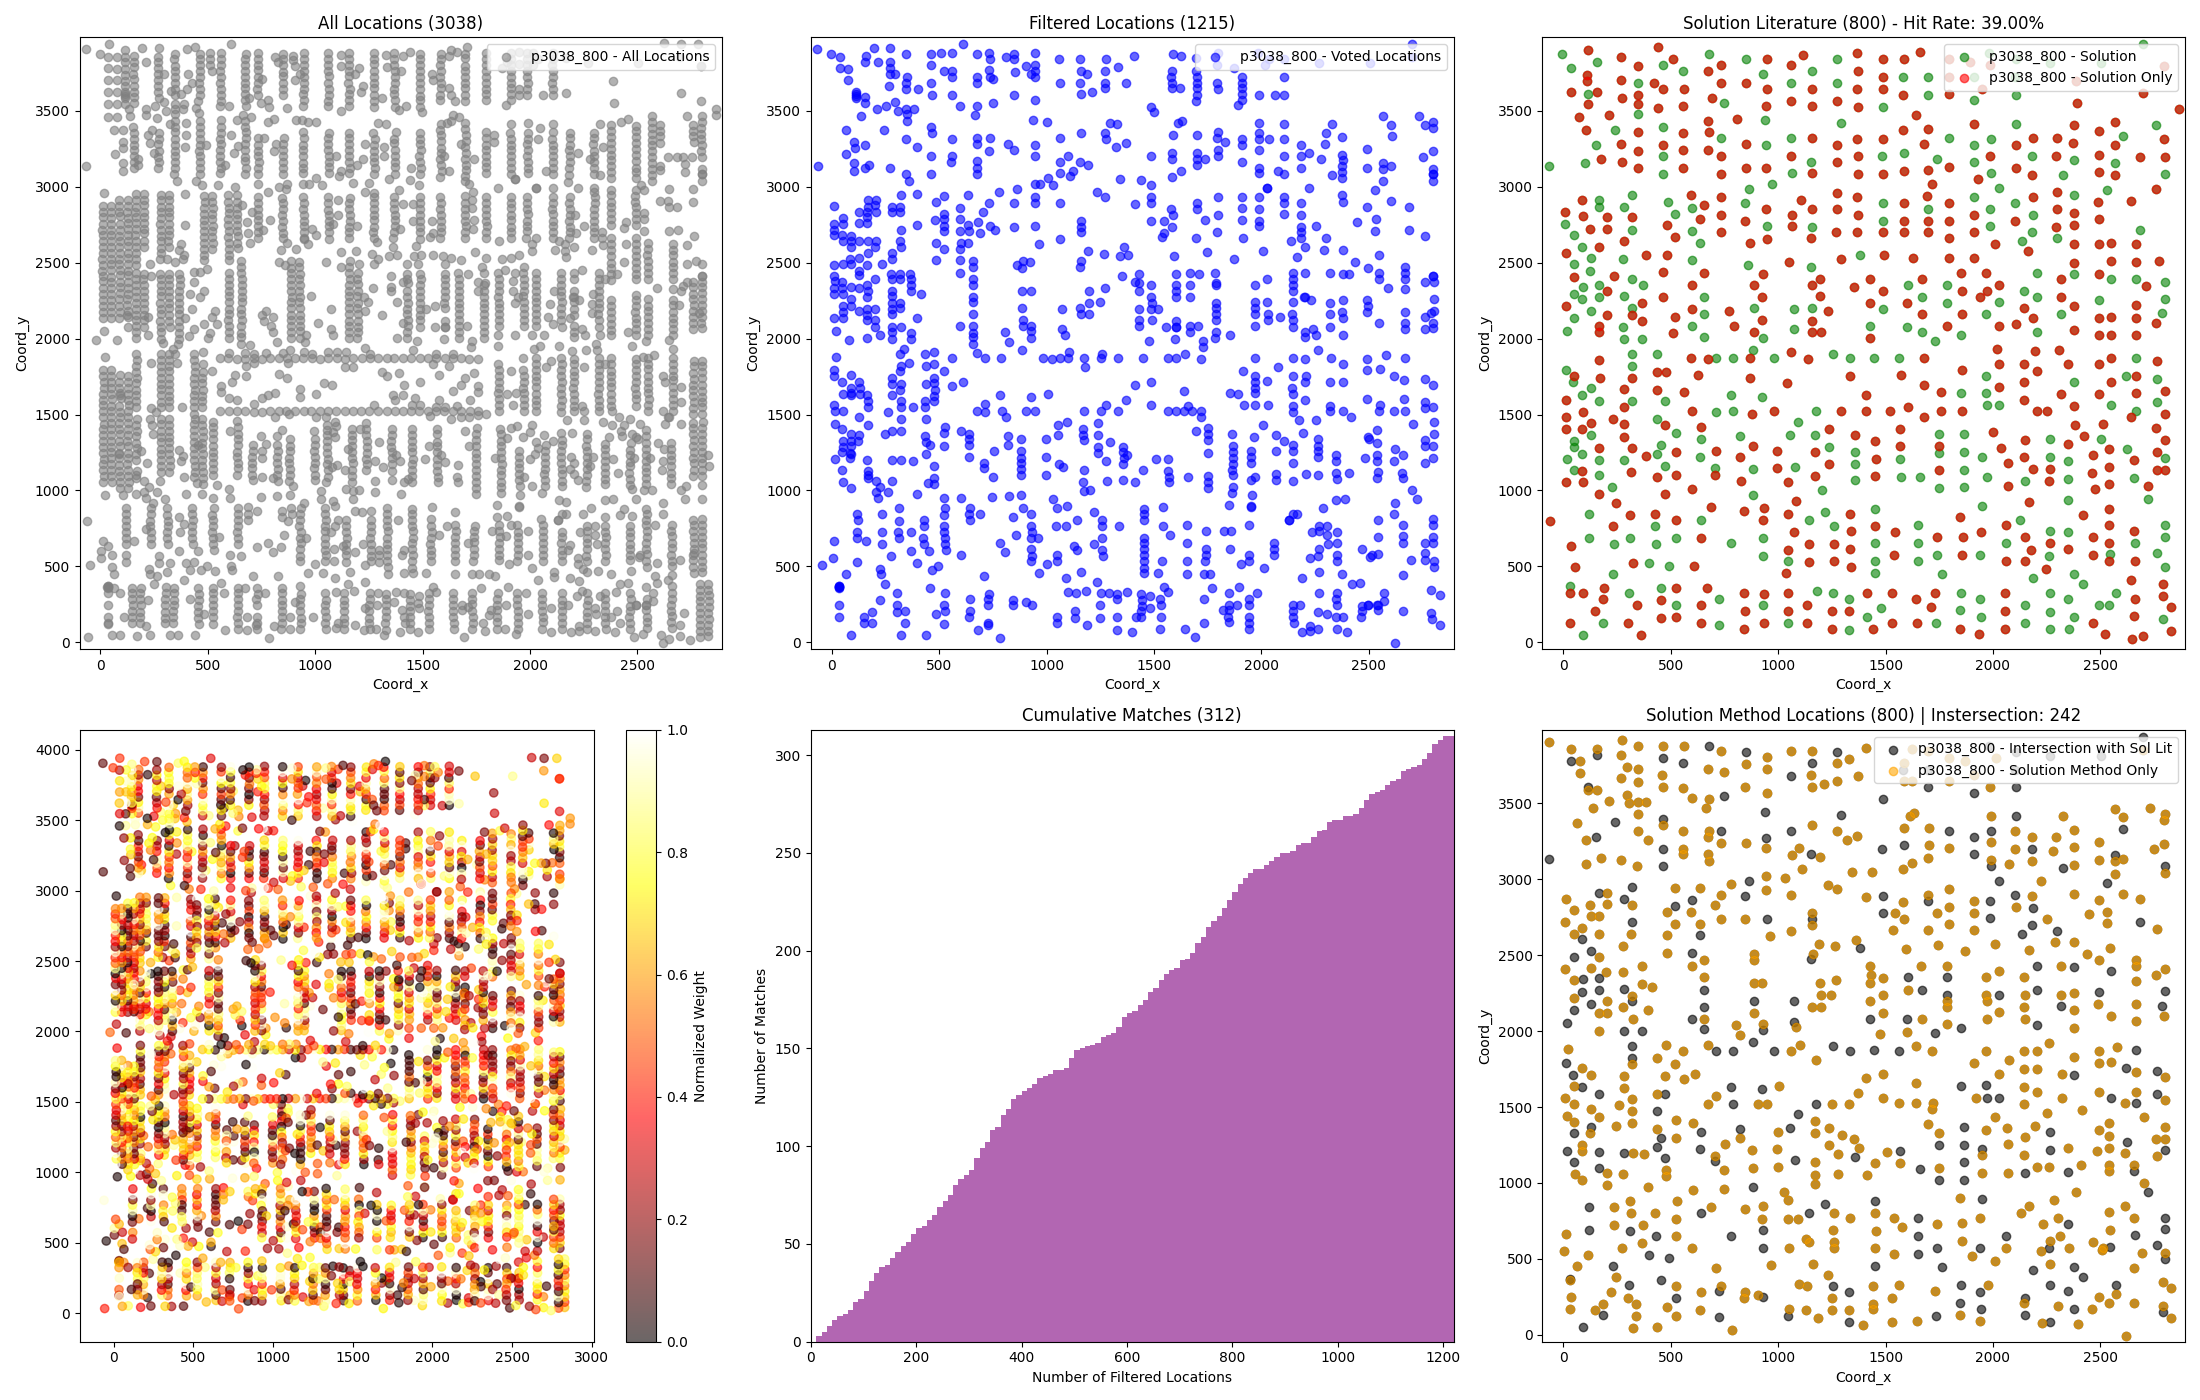 All Locations (3038)
p3038_800 - All Locations
3500
3000
2500
2000
1500
1000
500
0
Coord_y
0 500 1000 1500 2000 2500
Coord_x
Filtered Locations (1215)
p3038_800 - Voted Locations
3500
3000
2500
2000
1500
1000
500
0
Coord_y
0 500 1000 1500 2000 2500
Coord_x
Solution Literature (800) - Hit Rate: 39.00%
p3038_800 - Solution
p3038_800 - Solution Only
3500
3000
2500
2000
1500
1000
500
0
Coord_y
0 500 1000 1500 2000 2500
Coord_x
4000
3500
3000
2500
2000
1500
1000
500
0
0 500 1000 1500 2000 2500 3000
1.0
0.8
0.6
0.4
0.2
0.0
Normalized Weight
Cumulative Matches (312)
300
250
200
150
100
50
0
Number of Matches
0 200 400 600 800 1000 1200
Number of Filtered Locations
Solution Method Locations (800) | Instersection: 242
p3038_800 - Intersection with Sol Lit
p3038_800 - Solution Method Only
3500
3000
2500
2000
1500
1000
500
0
Coord_y
0 500 1000 1500 2000 2500
Coord_x